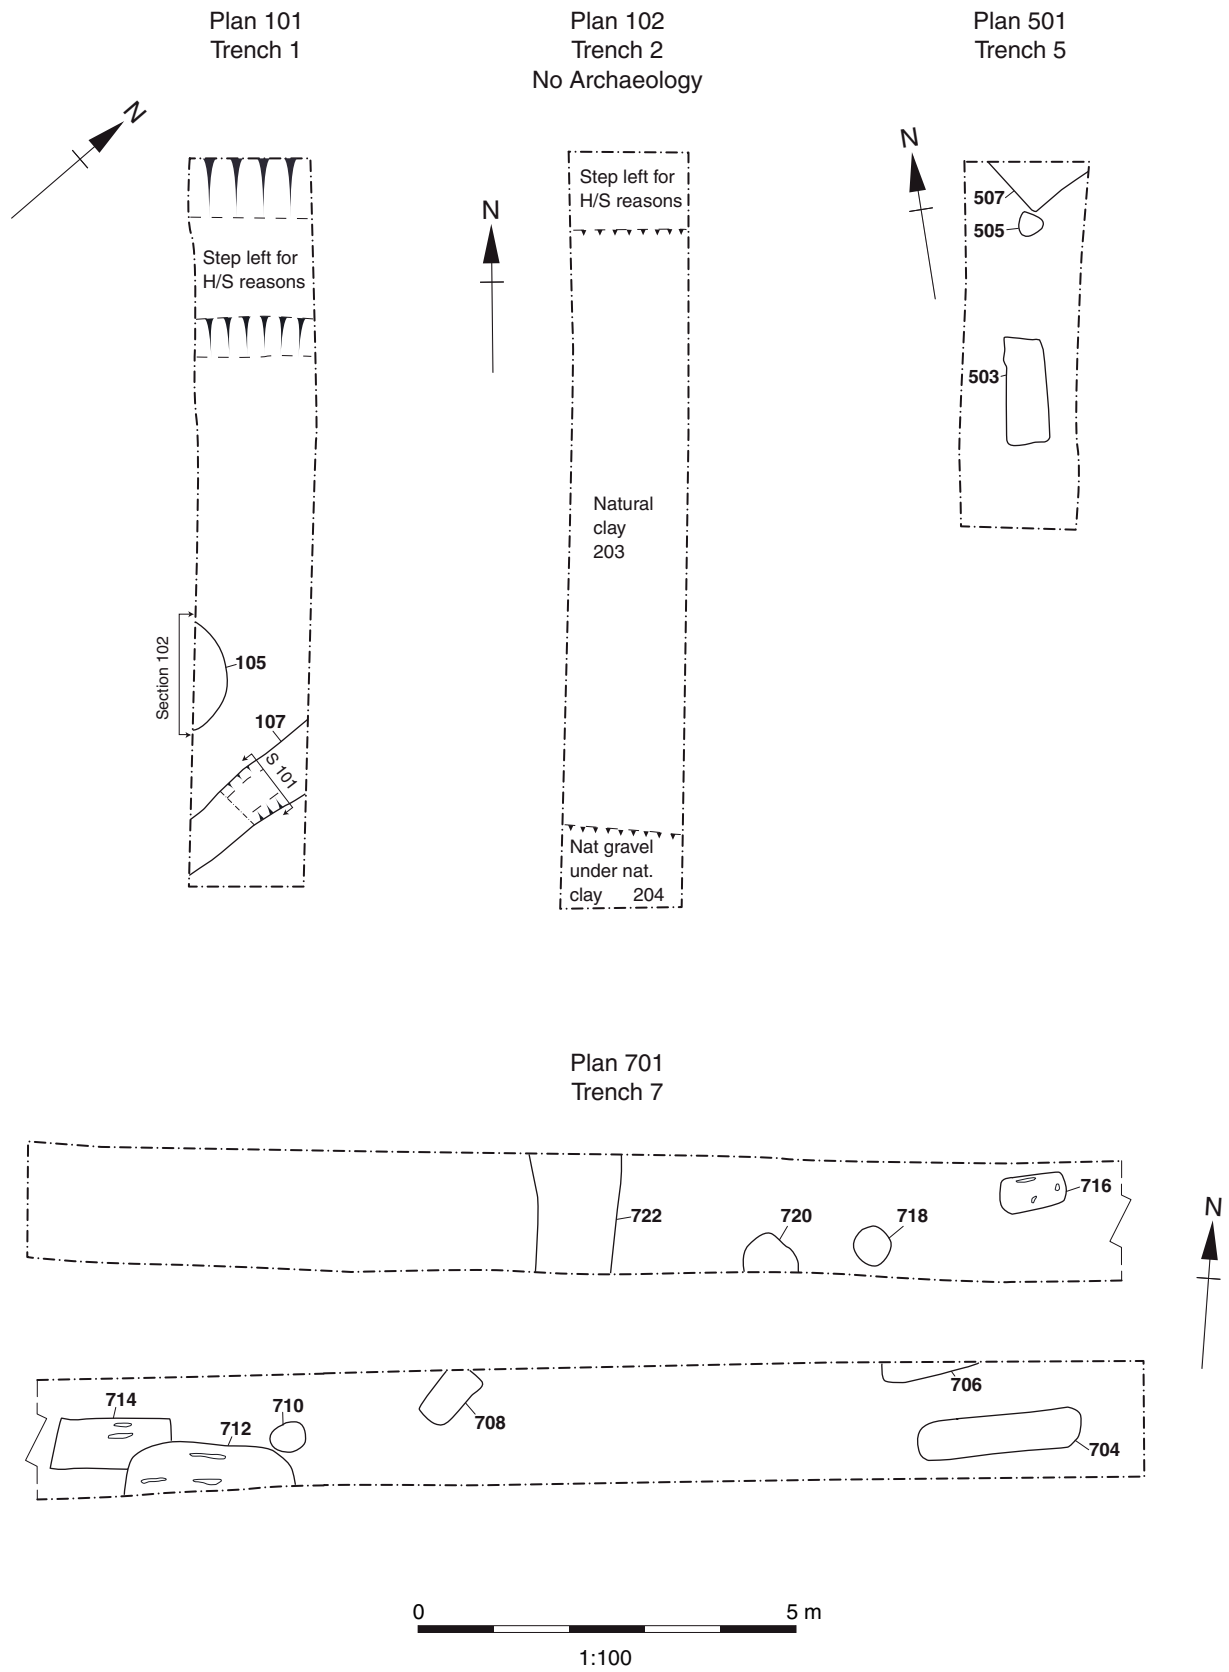 Plan 101
Trench 1
Plan 102
Trench 2
No Archaeology
Plan 501
Trench 5
N
Step left for
H/S reasons
Section 102
105
107
S 101
N
Step left for
H/S reasons
Natural
clay
203
Nat gravel
under nat.
clay 204
N
507
505
503
Plan 701
Trench 7
722
720
718
716
N
714
712
710
708
706
704
0 5 m
1:100